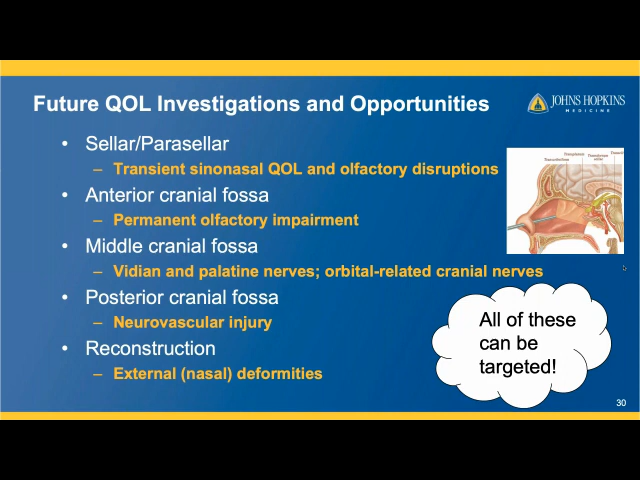 Future QOL Investigations and Opportunities
JOHNS HOPKINS
MEDICINE
• Sellar/Parasellar
– Transient sinonasal QOL and olfactory disruptions
• Anterior cranial fossa
– Permanent olfactory impairment
• Middle cranial fossa
– Vidian and palatine nerves; orbital-related cranial nerves
• Posterior cranial fossa
– Neurovascular injury
• Reconstruction
– External (nasal) deformities
All of these
can be
targeted!
30